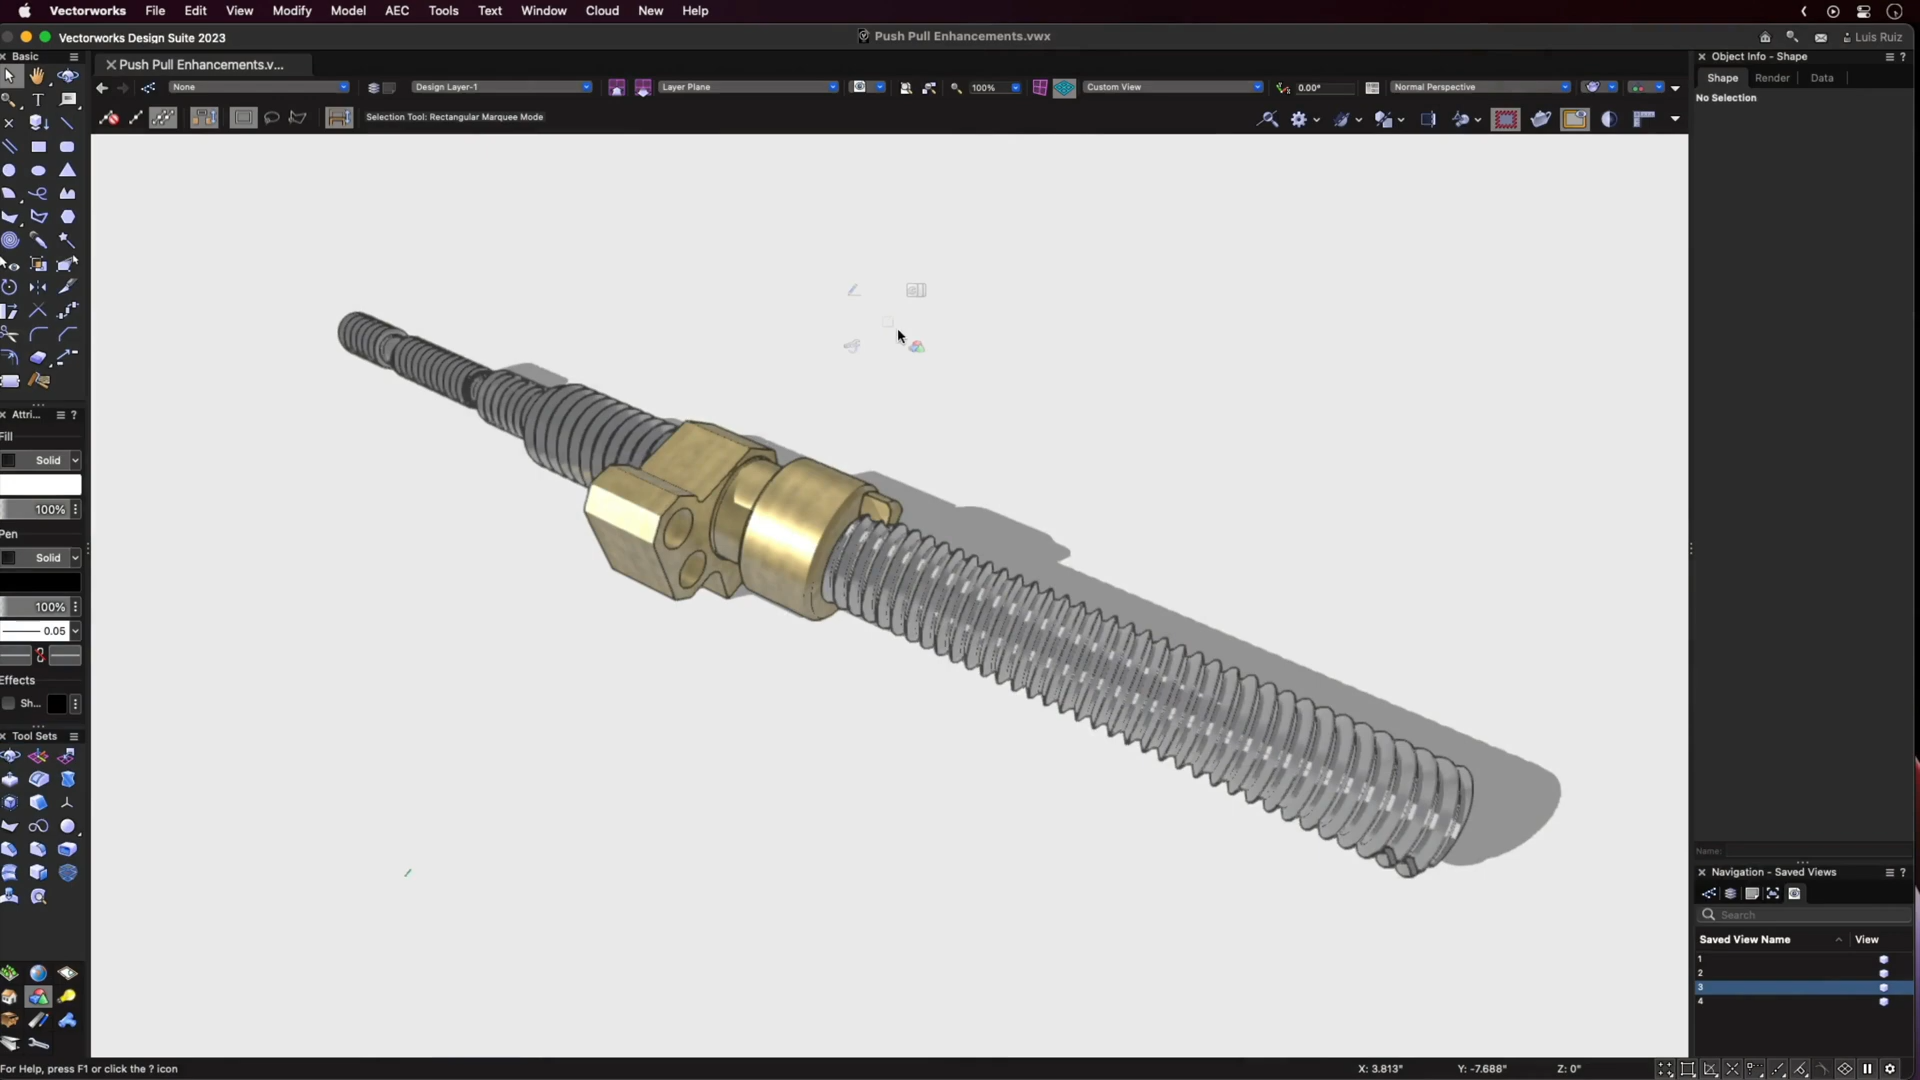 Vectorworks File Edit View Modify Model AEC Tools Text Window Cloud New Help
Vectorworks Design Suite 2023
Push Pull Enhancements.vwx
Luis Ruiz
Basic
Push Pull Enhancements.v...
None
Design Layer-1
Layer Plane
100%
Custom View
0.00°
Normal Perspective
Selection Tool: Rectangular Marquee Mode
Object Info - Shape
Shape Render Data
No Selection
Attri...
Fill
Solid
100%
Pen
Solid
100%
0.05
Effects
Sh...
Tool Sets
Name:
Navigation - Saved Views
Search
Saved View Name View
1
2
3
4
For Help, press F1 or click the ? icon
X: 3.813" Y: -7.688" Z: 0"